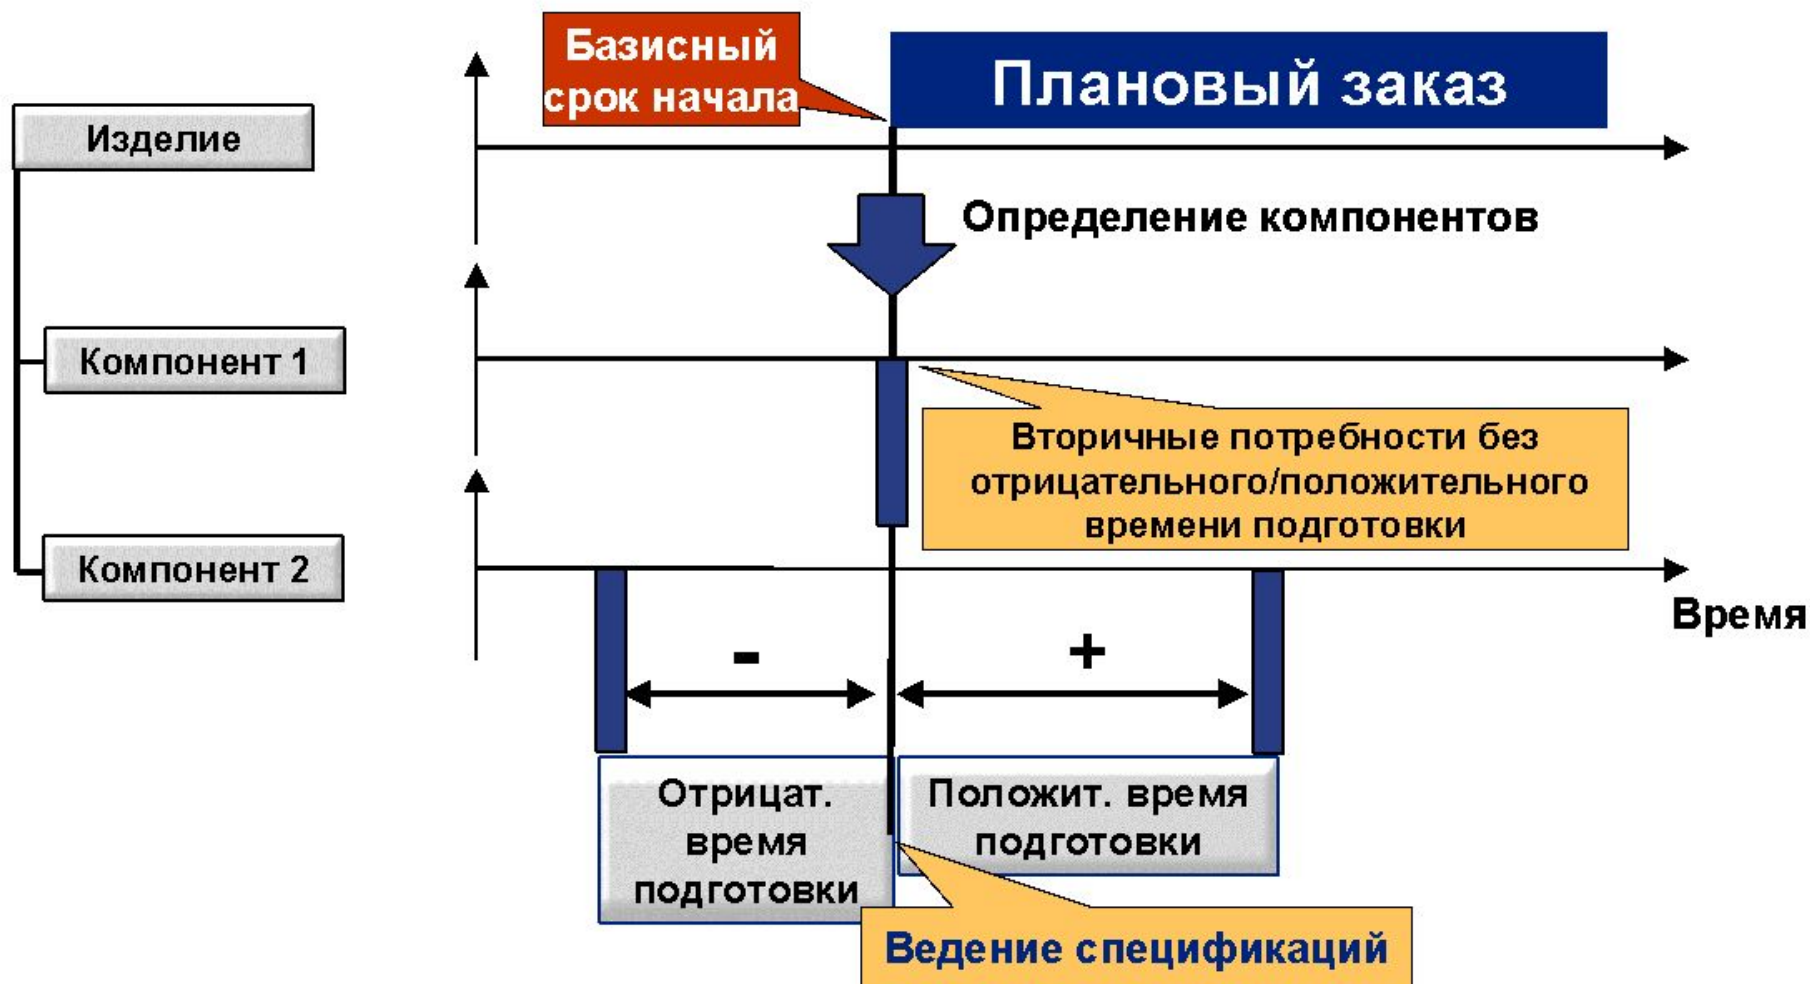 Базисный
срок начала
Плановый заказ
Изделие
Определение компонентов
Компонент 1
Вторичные потребности без
отрицательного/положительного
времени подготовки
Компонент 2
Время
-
+
Отрицат.
время
подготовки
Положит. время
подготовки
Ведение спецификаций